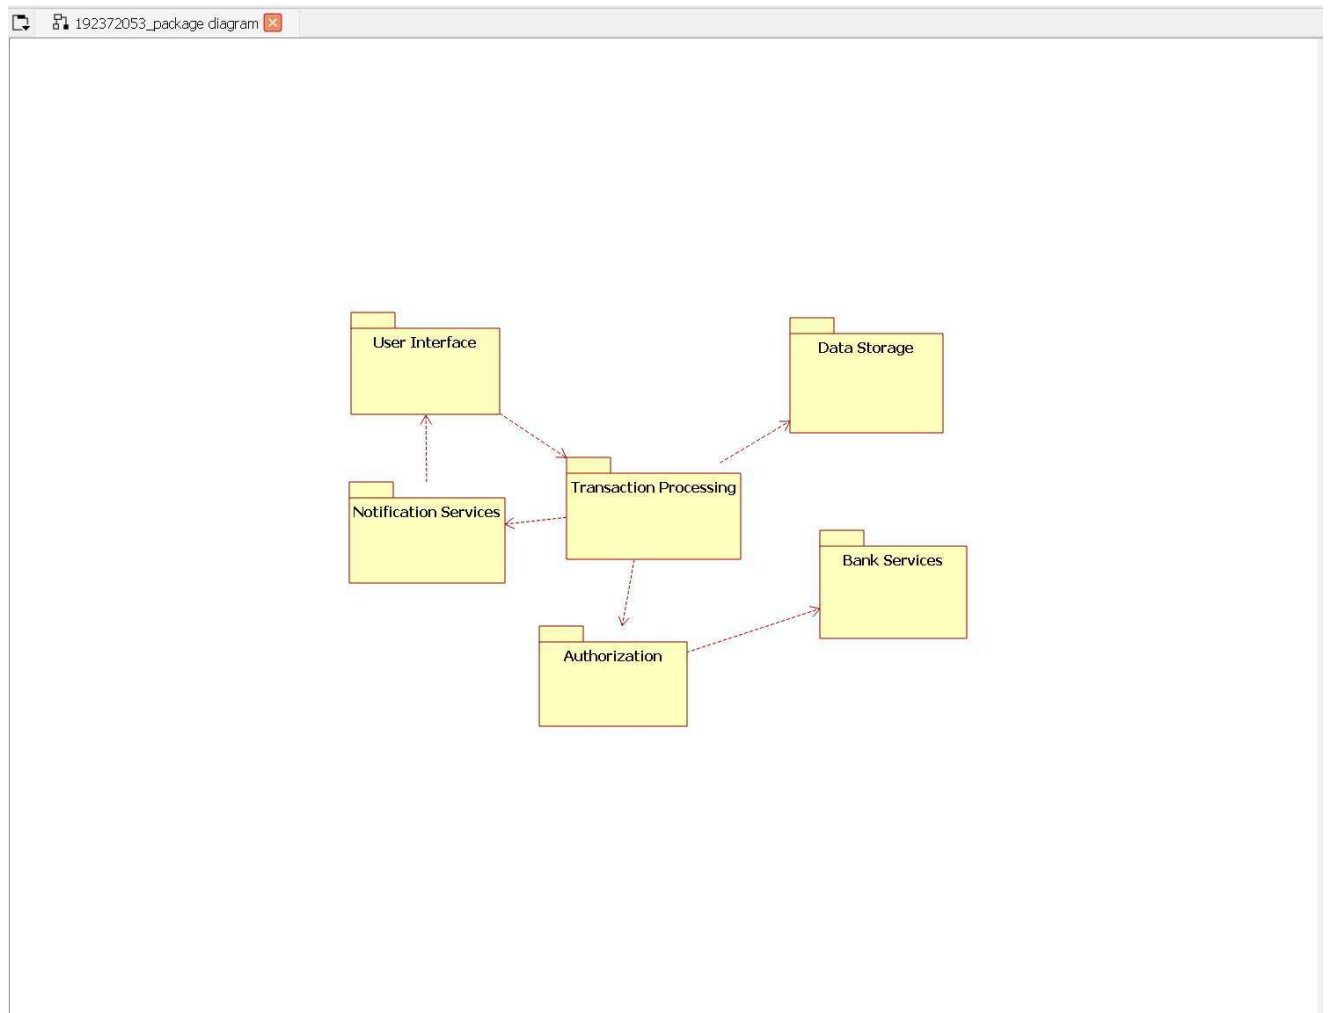 192372053_package diagram
User Interface
Data Storage
Transaction Processing
Notification Services
Bank Services
Authorization